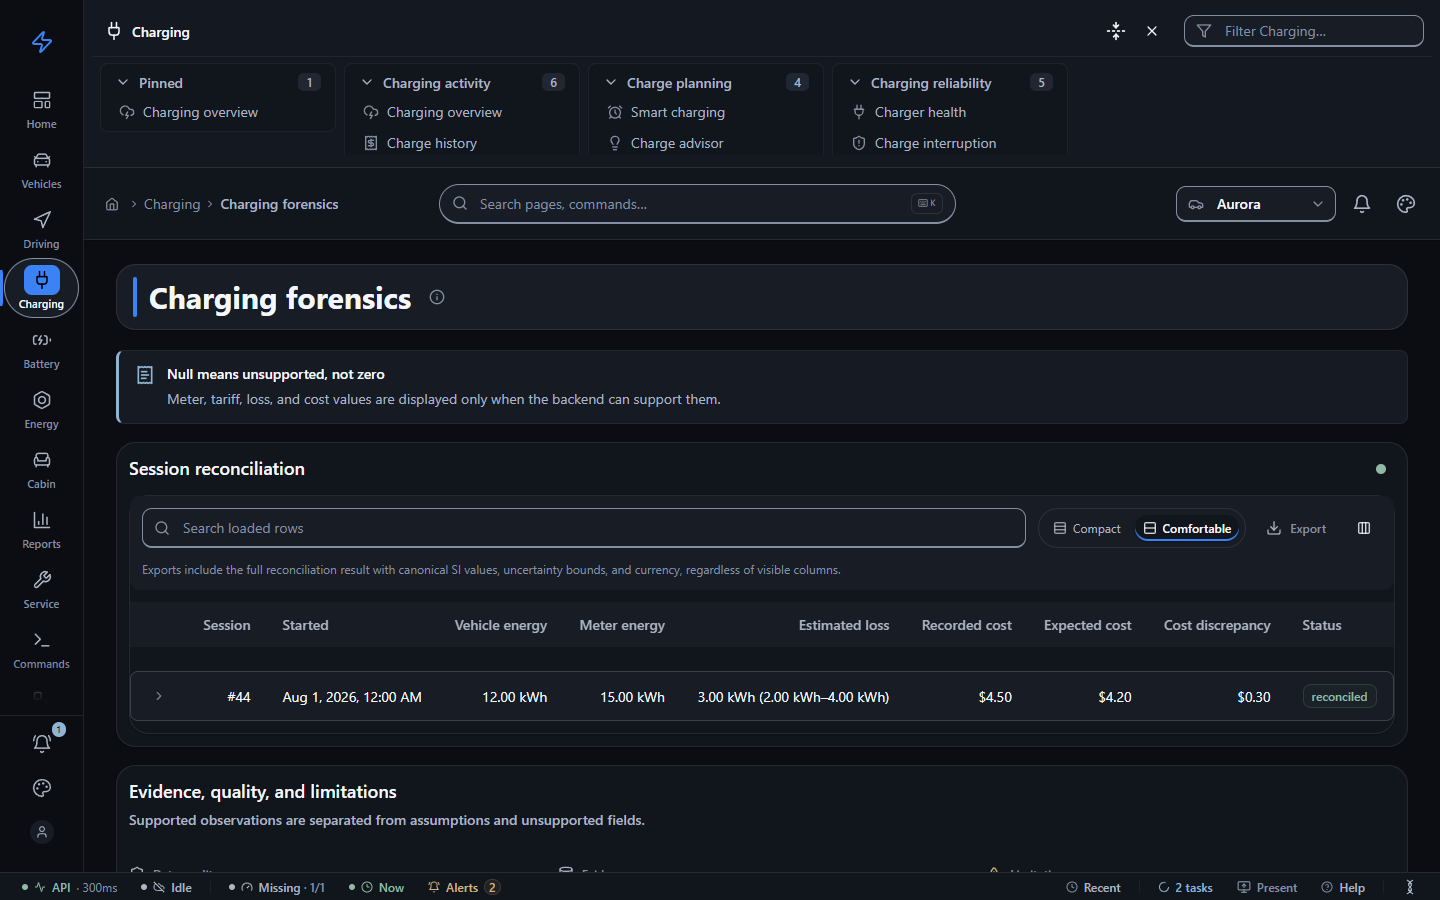 Charging
Filter Charging...
Pinned 1
Charging overview
Charging activity 6
Charging overview
Charge history
Charge planning 4
Smart charging
Charge advisor
Charging reliability 5
Charger health
Charge interruption
Home
Vehicles
Driving
Charging
Battery
Energy
Cabin
Reports
Service
Commands
1
Charging > Charging forensics
Search pages, commands...
K
Aurora
Charging forensics
Null means unsupported, not zero
Meter, tariff, loss, and cost values are displayed only when the backend can support them.
Session reconciliation
Search loaded rows
Compact
Comfortable
Export
Exports include the full reconciliation result with canonical SI values, uncertainty bounds, and currency, regardless of visible columns.
Session Started Vehicle energy Meter energy Estimated loss Recorded cost Expected cost Cost discrepancy Status
#44 Aug 1, 2026, 12:00 AM 12.00 kWh 15.00 kWh 3.00 kWh (2.00 kWh–4.00 kWh) $4.50 $4.20 $0.30 reconciled
Evidence, quality, and limitations
Supported observations are separated from assumptions and unsupported fields.
API · 300ms
Idle
Missing · 1/1
Now
Alerts 2
Recent
2 tasks
Present
Help